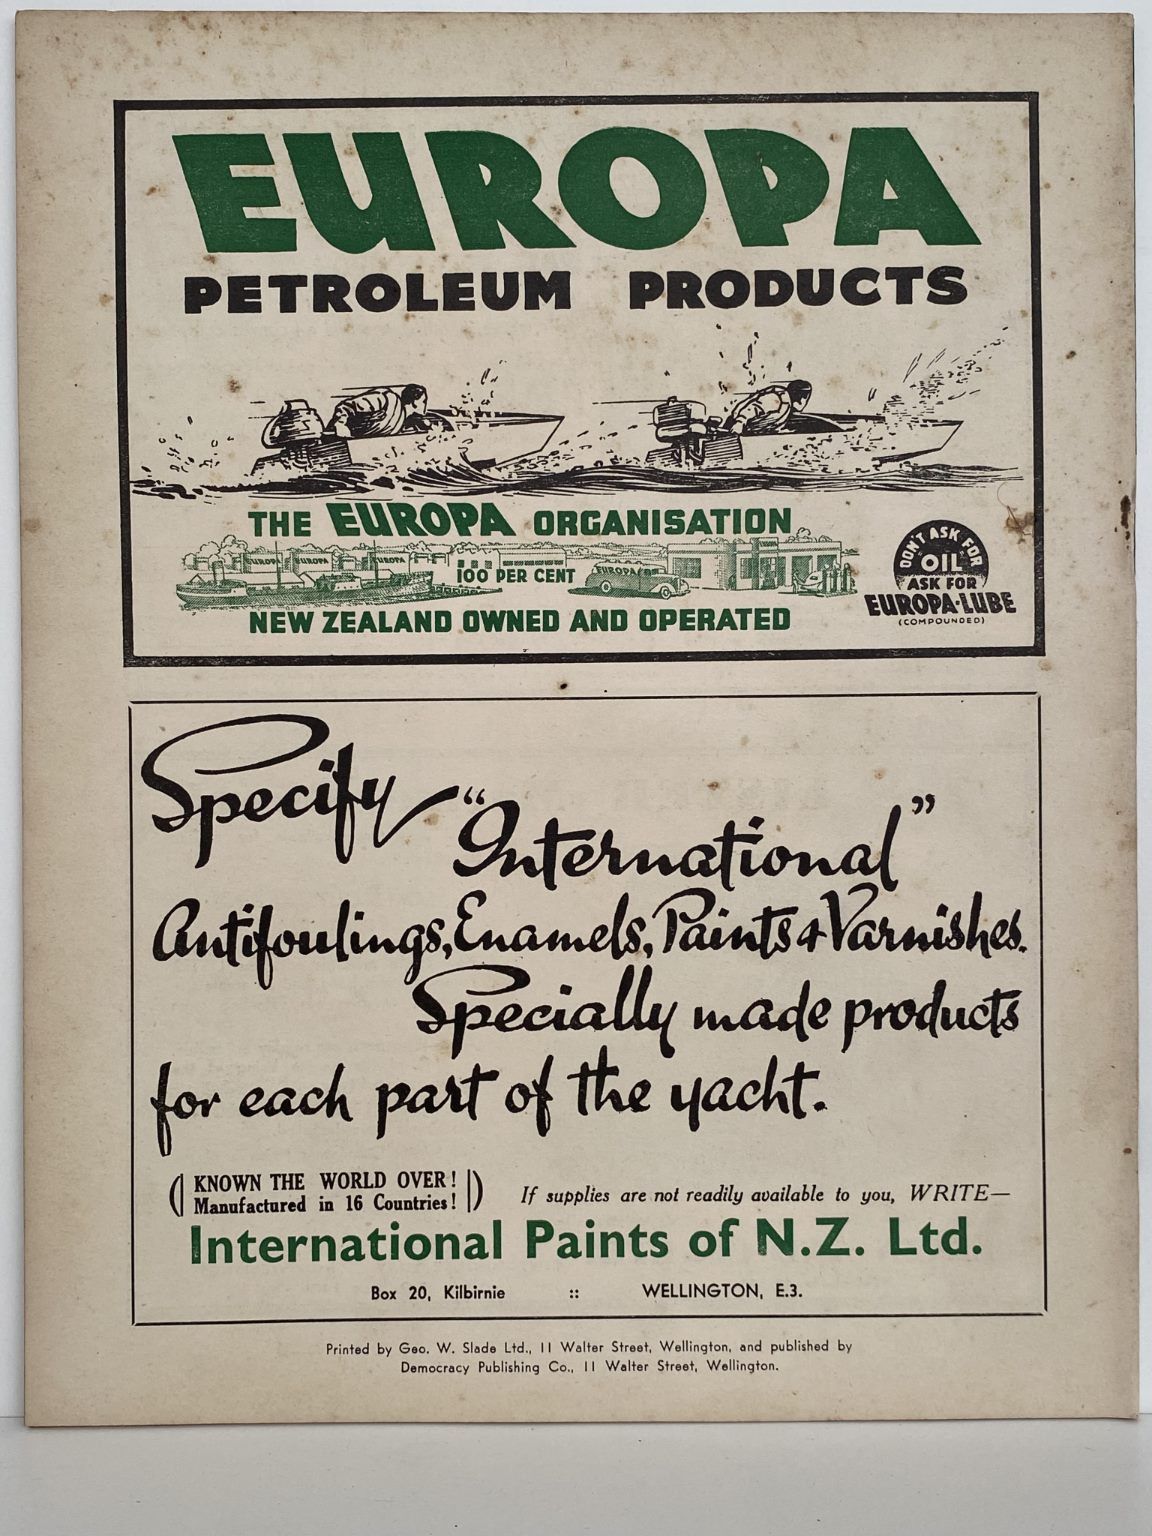 EUROPA
PETROLEUM PRODUCTS
THE EUROPA ORGANISATION
EUROPA EUROPA EUROPA
100 PER CENT
EUROPA
NEW ZEALAND OWNED AND OPERATED
DON'T ASK FOR
OIL
ASK FOR
EUROPA-LUBE
(COMPOUNDED)
Specify
"International"
Antifoulings, Enamels, Paints & Varnishes.
Specially made products
for each part of the yacht.
KNOWN THE WORLD OVER!
Manufactured in 16 Countries!
If supplies are not readily available to you, WRITE—
International Paints of N.Z. Ltd.
Box 20, Kilbirnie :: WELLINGTON, E.3.
Printed by Geo. W. Slade Ltd., 11 Walter Street, Wellington, and published by
Democracy Publishing Co., 11 Walter Street, Wellington.